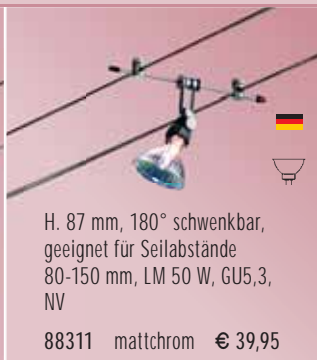 H. 87 mm, 180° schwenkbar,
geeignet für Seilabstände
80-150 mm, LM 50 W, GU5,3,
NV
88311 mattchrom € 39,95